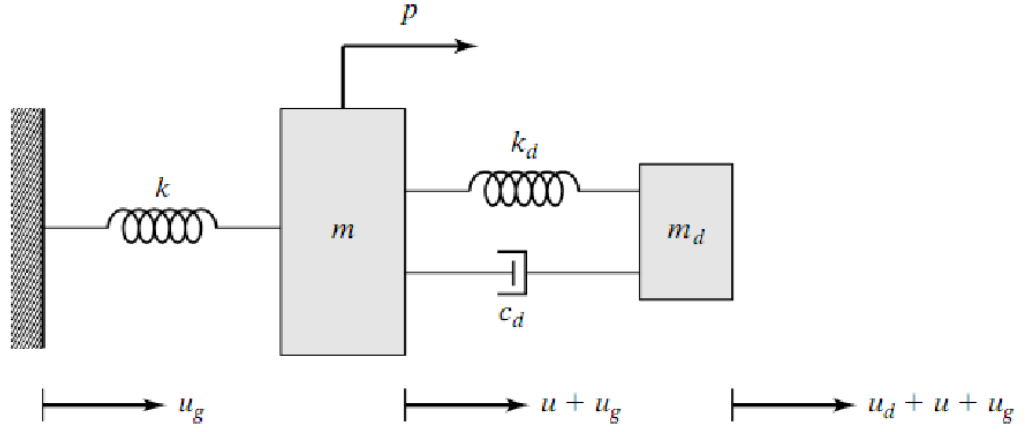 p
k
k_d
m
m_d
c_d
u_g
u + u_g
u_d + u + u_g